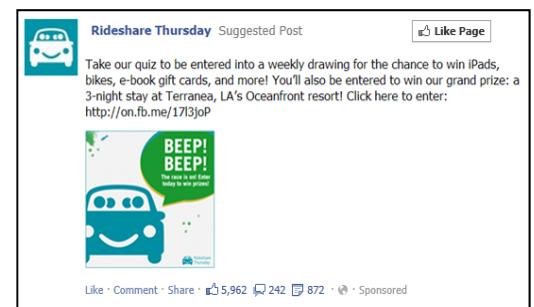 Rideshare Thursday Suggested Post
Like Page
Take our quiz to be entered into a weekly drawing for the chance to win iPads,
bikes, e-book gift cards, and more! You'll also be entered to win our grand prize: a
3-night stay at Terranea, LA's Oceanfront resort! Click here to enter:
http://on.fb.me/17l3joP
BEEP!
BEEP!
The race is on! Enter
today to win prizes!
Rideshare
Thursday
Like · Comment · Share · 5,962 242 872 · Sponsored